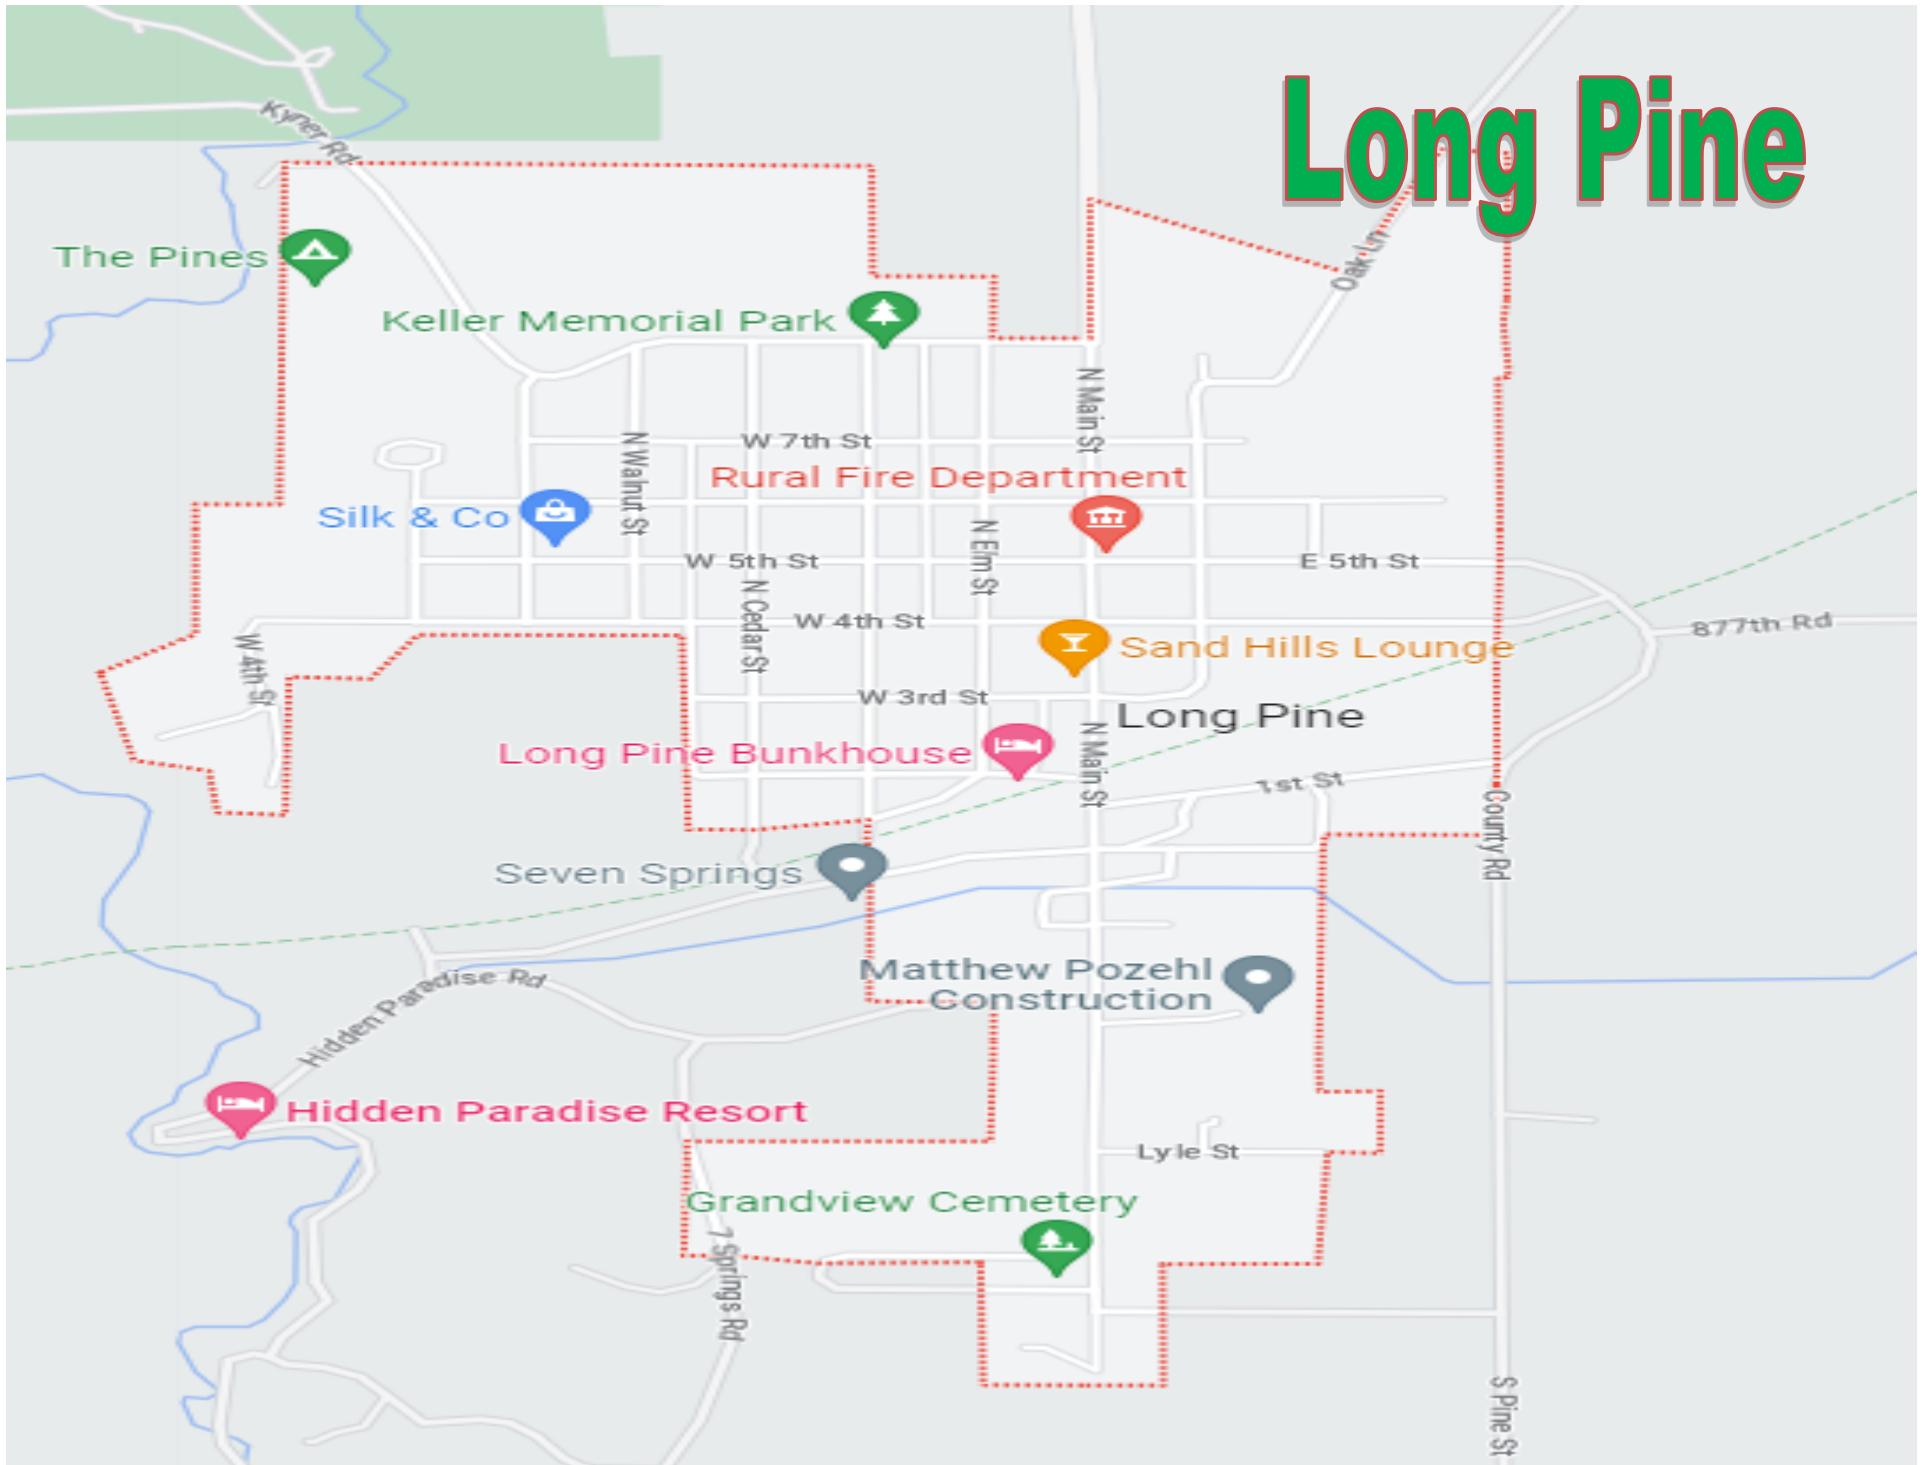 Long Pine
Kyner Rd
The Pines
Oak Ln
Keller Memorial Park
N Main St
W 7th St
N Walnut St
Rural Fire Department
Silk & Co
N Elm St
W 5th St
E 5th St
N Cedar St
W 4th St
877th Rd
W 4th St
Sand Hills Lounge
W 3rd St
Long Pine
Long Pine Bunkhouse
N Main St
1st St
County Rd
Seven Springs
Matthew Pozehl
Construction
Hidden Paradise Rd
Hidden Paradise Resort
Lyle St
Grandview Cemetery
7 Springs Rd
S Pine St